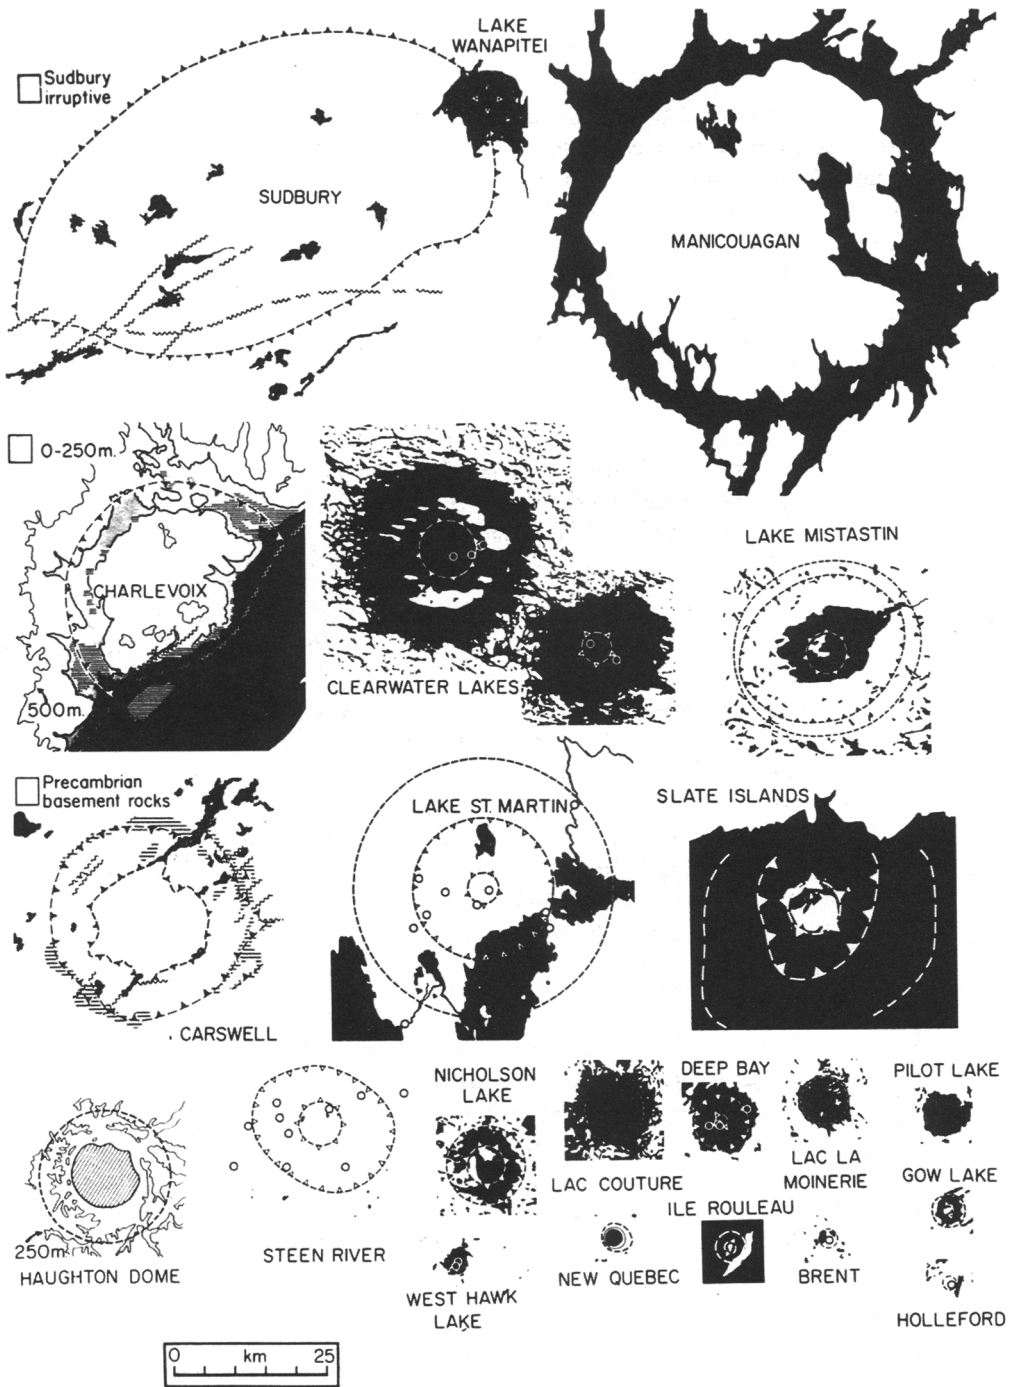 LAKE
WANAPITEI
Sudbury
irruptive
SUDBURY
MANICOUAGAN
0-250m.
CHARLEVOIX
500m.
CLEARWATER LAKES
LAKE MISTASTIN
Precambrian
basement rocks
CARSWELL
LAKE ST. MARTIN
SLATE ISLANDS
250m.
HAUGHTON DOME
STEEN RIVER
NICHOLSON
LAKE
WEST HAWK
LAKE
LAC COUTURE
NEW QUEBEC
DEEP BAY
ILE ROULEAU
LAC LA
MOINERIE
BRENT
PILOT LAKE
GOW LAKE
HOLLEFORD
0 km 25